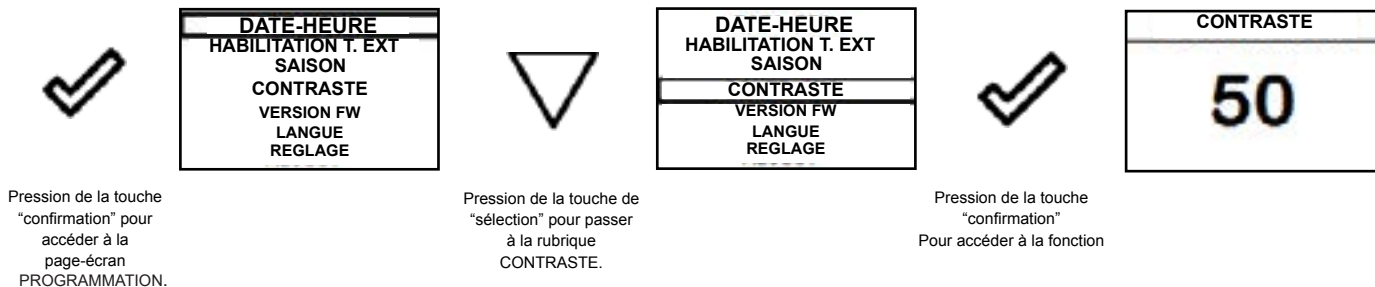 DATE-HEURE
HABILITATION T. EXT
SAISON
CONTRASTE
VERSION FW
LANGUE
REGLAGE
DATE-HEURE
HABILITATION T. EXT
SAISON
CONTRASTE
VERSION FW
LANGUE
REGLAGE
CONTRASTE
50
Pression de la touche
“confirmation” pour
accéder à la
page-écran
PROGRAMMATION.
Pression de la touche de
“sélection” pour passer
à la rubrique
CONTRASTE.
Pression de la touche
“confirmation”
Pour accéder à la fonction